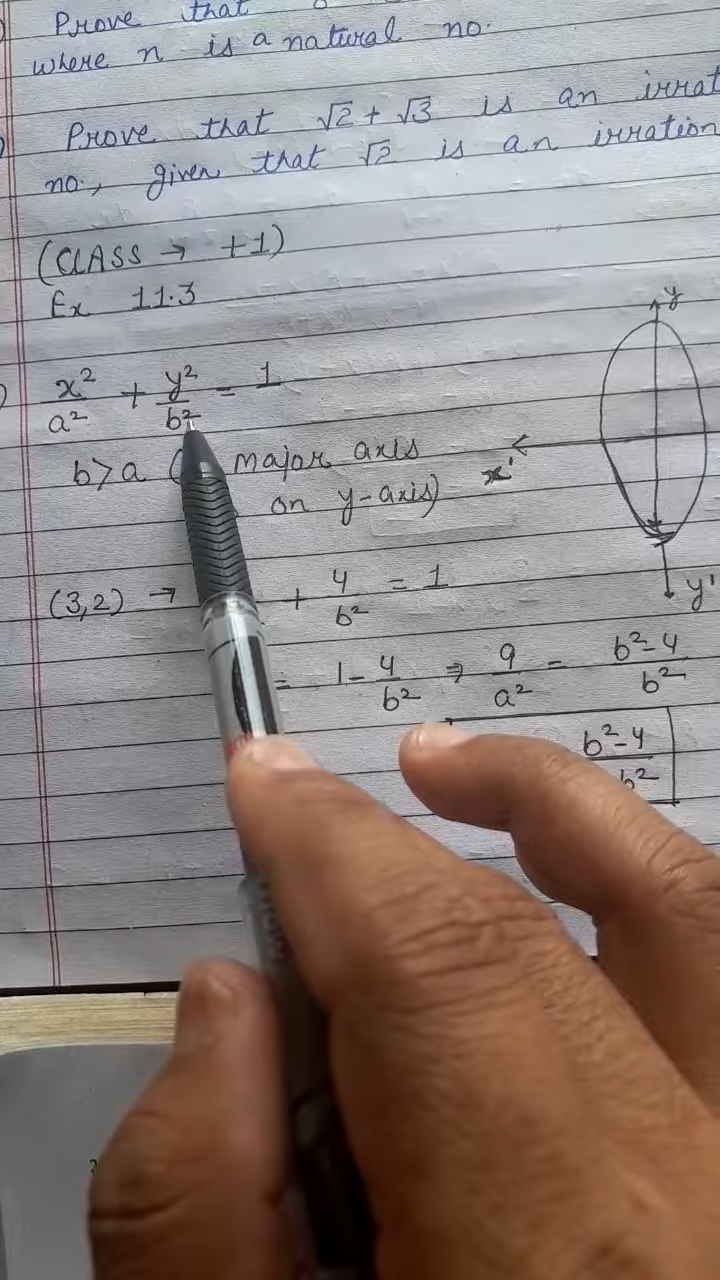 Prove that
where n is a natural no.
Prove that √2 + √3 is an irrat
no., given that √2 is an irration
(CLASS → +1)
Ex 11.3
x²/a² + y²/b² = 1
b>a ( major axis
on y-axis)
y
x'
y'
(3,2) → + 4/b² = 1
= 1 - 4/b² ⇒ 9/a² = b²-4/b²
b²-4/b²